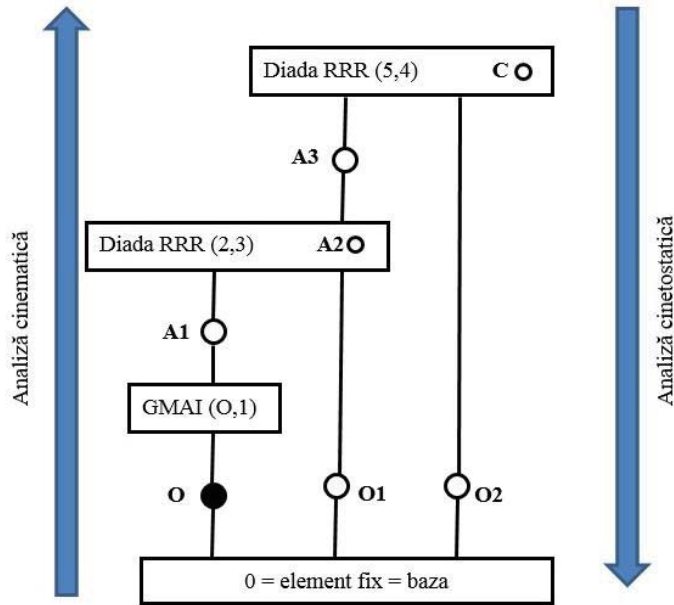 Diada RRR (5,4) C
A3
Diada RRR (2,3) A2
A1
GMAI (O,1)
O
O1
O2
0 = element fix = baza
Analiză cinematică
Analiză cinetostatică